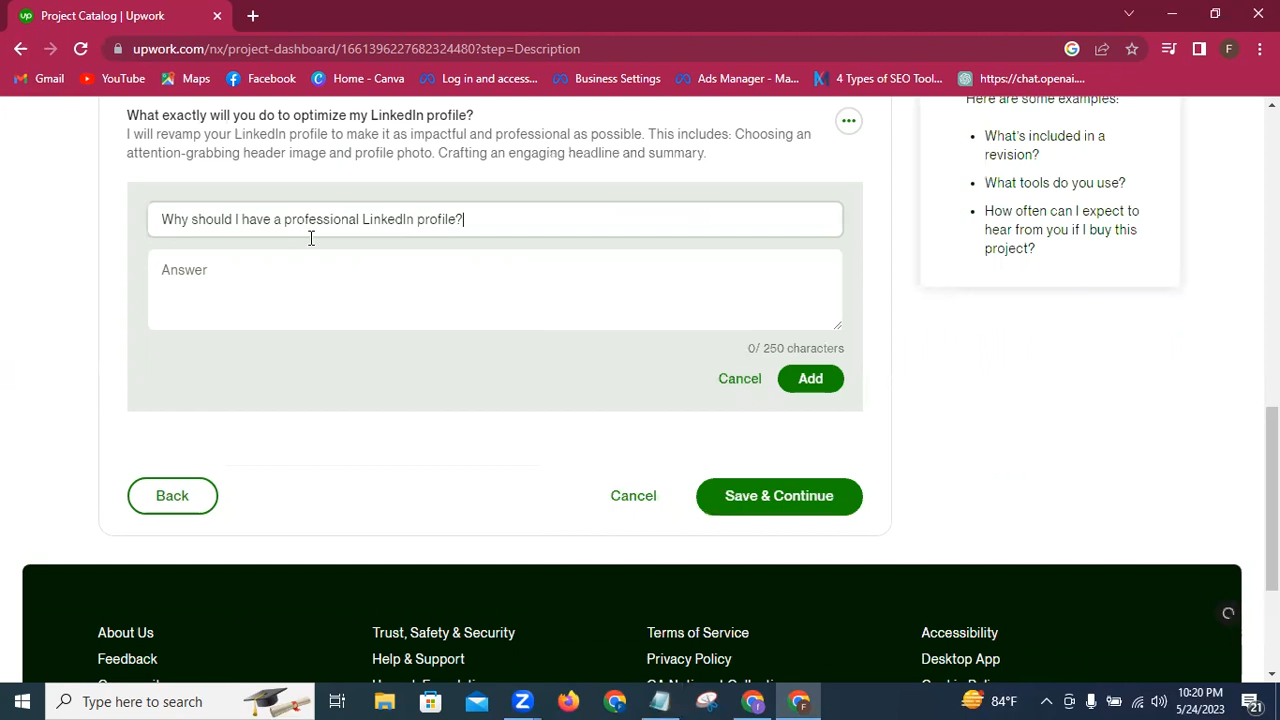 Project Catalog | Upwork
upwork.com/nx/project-dashboard/1661396227682324480?step=Description
F
Gmail
YouTube
Maps
Facebook
Home - Canva
Log in and access...
Business Settings
Ads Manager - Ma...
4 Types of SEO Tool...
https://chat.openai....
Here are some examples:
What exactly will you do to optimize my LinkedIn profile?
I will revamp your LinkedIn profile to make it as impactful and professional as possible. This includes: Choosing an
attention-grabbing header image and profile photo. Crafting an engaging headline and summary.
What's included in a
revision?
What tools do you use?
How often can I expect to
hear from you if I buy this
project?
Why should I have a professional LinkedIn profile?
Answer
0/ 250 characters
Cancel
Add
Back
Cancel
Save & Continue
About Us
Trust, Safety & Security
Terms of Service
Accessibility
Feedback
Help & Support
Privacy Policy
Desktop App
Type here to search
84°F
10:20 PM
5/24/2023
21